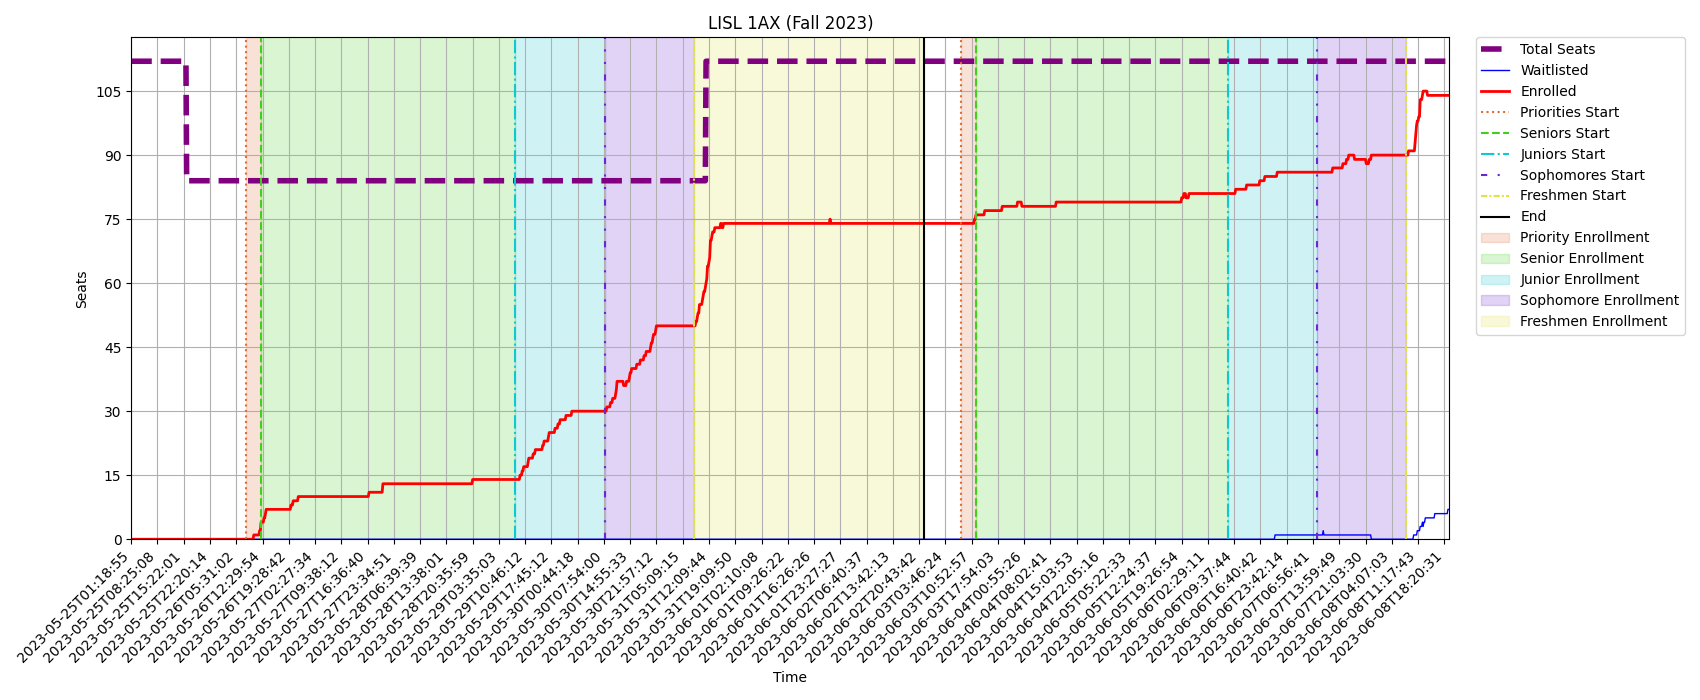 LISL 1AX (Fall 2023)
Total Seats
Waitlisted
Enrolled
Priorities Start
Seniors Start
Juniors Start
Sophomores Start
Freshmen Start
End
Priority Enrollment
Senior Enrollment
Junior Enrollment
Sophomore Enrollment
Freshmen Enrollment
Seats
105
90
75
60
45
30
15
0
2023-05-25T01:18:55
2023-05-25T08:25:08
2023-05-25T15:22:01
2023-05-25T22:20:14
2023-05-26T05:31:02
2023-05-26T12:29:54
2023-05-26T19:28:42
2023-05-27T02:27:34
2023-05-27T09:38:12
2023-05-27T16:36:40
2023-05-27T23:34:51
2023-05-28T06:39:39
2023-05-28T13:38:01
2023-05-28T20:35:59
2023-05-29T03:35:03
2023-05-29T10:46:12
2023-05-29T17:45:12
2023-05-30T00:44:18
2023-05-30T07:54:00
2023-05-30T14:55:33
2023-05-30T21:57:12
2023-05-31T05:09:15
2023-05-31T12:09:44
2023-05-31T19:09:50
2023-06-01T02:10:08
2023-06-01T09:26:22
2023-06-01T16:26:26
2023-06-01T23:27:27
2023-06-02T06:40:37
2023-06-02T13:42:13
2023-06-02T20:43:42
2023-06-03T03:46:24
2023-06-03T10:52:57
2023-06-03T17:54:03
2023-06-04T00:55:26
2023-06-04T08:02:41
2023-06-04T15:03:53
2023-06-04T22:05:16
2023-06-05T05:22:33
2023-06-05T12:24:37
2023-06-05T19:26:54
2023-06-06T02:29:11
2023-06-06T09:37:44
2023-06-06T16:40:42
2023-06-06T23:42:14
2023-06-07T06:56:41
2023-06-07T13:59:49
2023-06-07T21:03:30
2023-06-08T04:07:03
2023-06-08T11:17:43
2023-06-08T18:20:31
Time